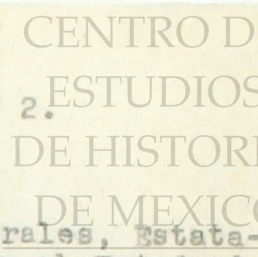 CENTRO D
ESTUDIOS
2.
DE HISTORI
DE MEXICO
rales, Estata-